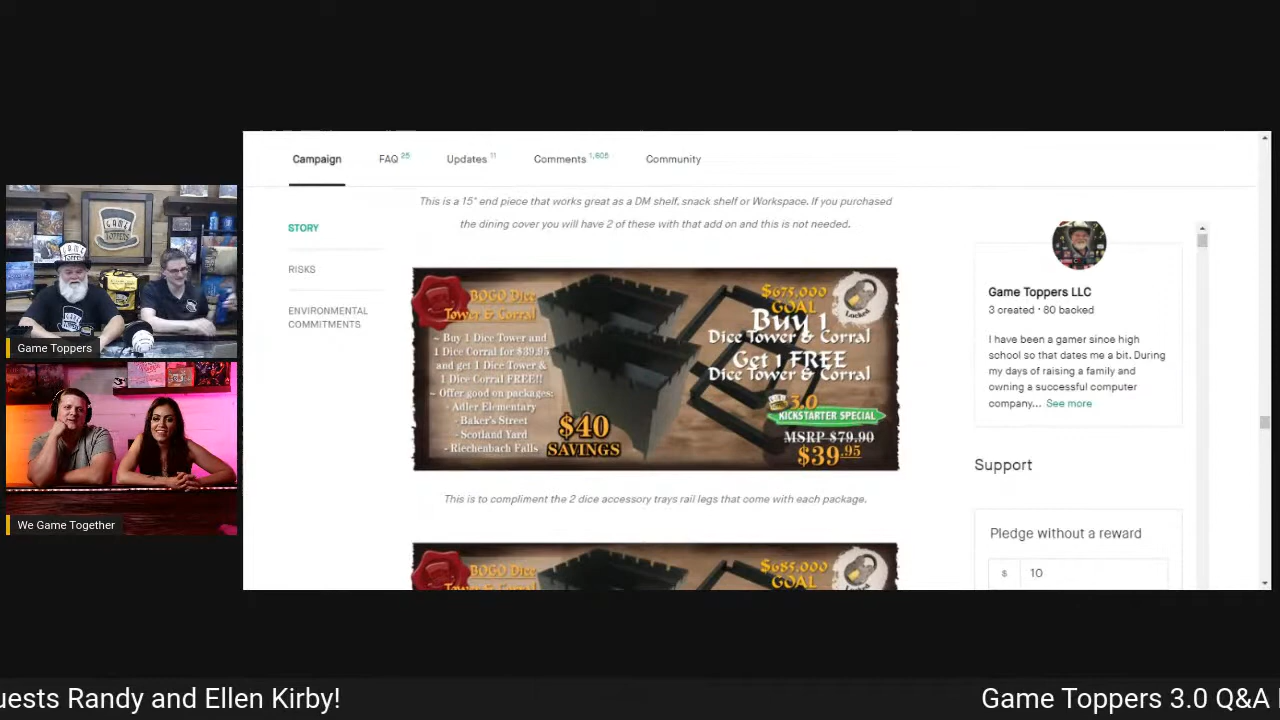 Campaign
FAQ 25
Updates 11
Comments 1,605
Community
STORY
RISKS
ENVIRONMENTAL
COMMITMENTS
This is a 15" end piece that works great as a DM shelf, snack shelf or Workspace. If you purchased
the dining cover you will have 2 of these with that add on and this is not needed.
BOGO Dice
Tower & Corral
~ Buy 1 Dice Tower and
1 Dice Corral for $39.95
and get 1 Dice Tower &
1 Dice Corral FREE!!
~ Offer good on packages:
- Adler Elementary
- Baker's Street
- Scotland Yard
- Riechenbach Falls
$40
SAVINGS
$675,000
GOAL
Buy 1
Dice Tower & Corral
Get 1 FREE
Dice Tower & Corral
3.0
KICKSTARTER SPECIAL
MSRP $79.90
$39.95
This is to compliment the 2 dice accessory trays rail legs that come with each package.
BOGO Dice
$685,000
GOAL
Game Toppers LLC
3 created · 80 backed
I have been a gamer since high
school so that dates me a bit. During
my days of raising a family and
owning a successful computer
company... See more
Support
Pledge without a reward
$ 10
Game Toppers
We Game Together
uests Randy and Ellen Kirby!
Game Toppers 3.0 Q&A